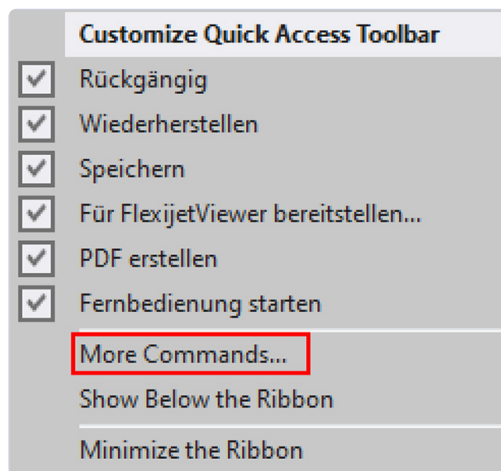 Customize Quick Access Toolbar
Rückgängig
Wiederherstellen
Speichern
Für FlexijetViewer bereitstellen...
PDF erstellen
Fernbedienung starten
More Commands...
Show Below the Ribbon
Minimize the Ribbon